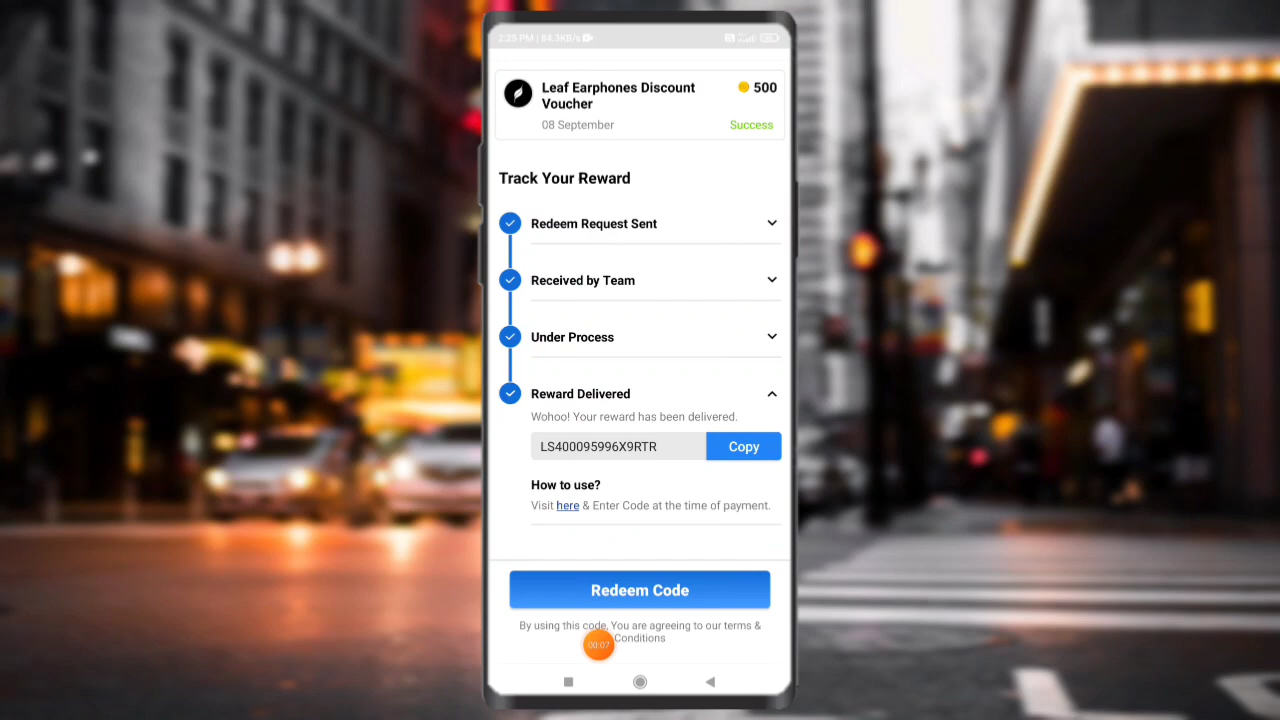 2:25 PM | 84.3KB/s
Leaf Earphones Discount
Voucher
500
08 September
Success
Track Your Reward
Redeem Request Sent
Received by Team
Under Process
Reward Delivered
Wohoo! Your reward has been delivered.
LS400095996X9RTR
Copy
How to use?
Visit here & Enter Code at the time of payment.
Redeem Code
By using this code, You are agreeing to our terms &
Conditions
00:07